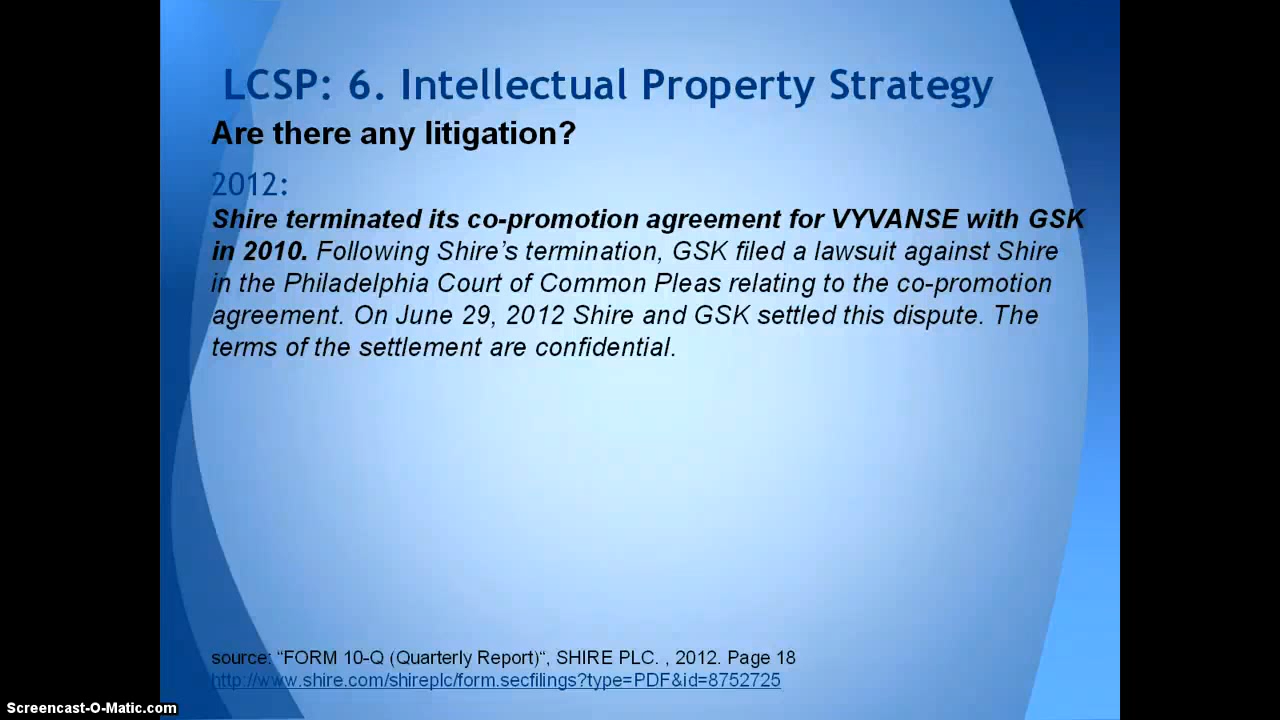 LCSP: 6. Intellectual Property Strategy
Are there any litigation?
2012:
Shire terminated its co-promotion agreement for VYVANSE with GSK
in 2010. Following Shire's termination, GSK filed a lawsuit against Shire
in the Philadelphia Court of Common Pleas relating to the co-promotion
agreement. On June 29, 2012 Shire and GSK settled this dispute. The
terms of the settlement are confidential.
source: “FORM 10-Q (Quarterly Report)“, SHIRE PLC. , 2012. Page 18
http://www.shire.com/shireplc/form.secfilings?type=PDF&id=8752725
Screencast-O-Matic.com